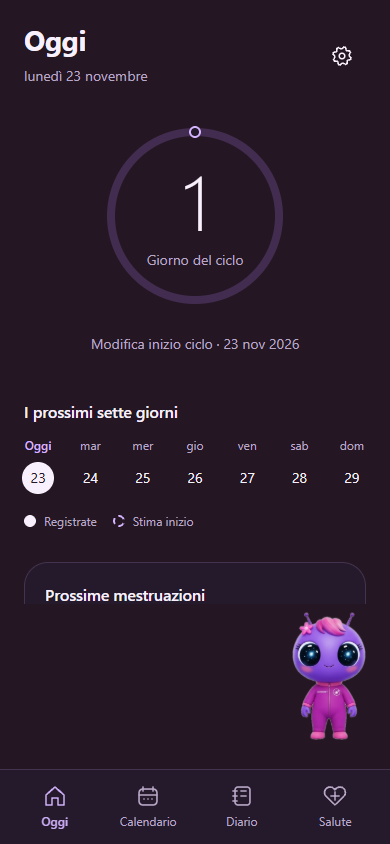 Oggi
lunedì 23 novembre
1
Giorno del ciclo
Modifica inizio ciclo · 23 nov 2026
I prossimi sette giorni
Oggi mar mer gio ven sab dom
23 24 25 26 27 28 29
Registrate Stima inizio
Prossime mestruazioni
Oggi Calendario Diario Salute